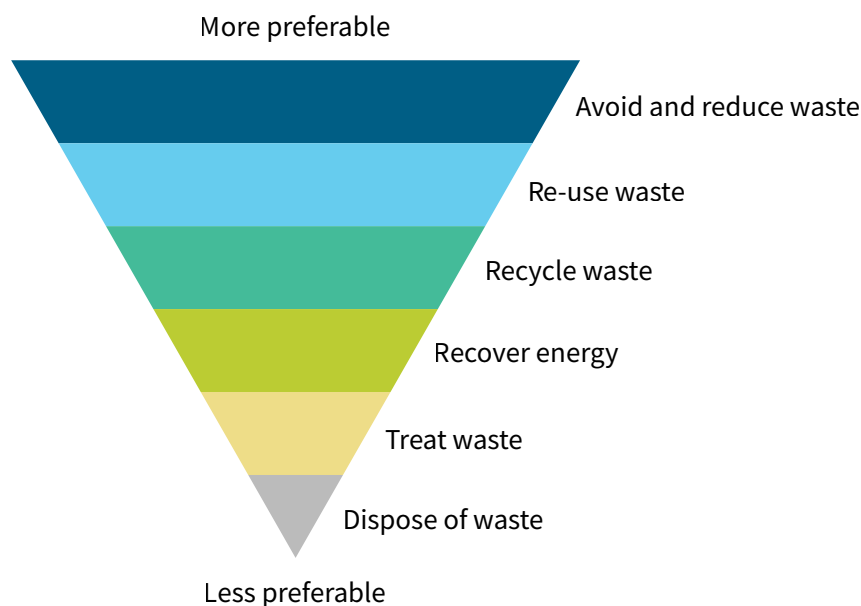 More preferable
Avoid and reduce waste
Re-use waste
Recycle waste
Recover energy
Treat waste
Dispose of waste
Less preferable